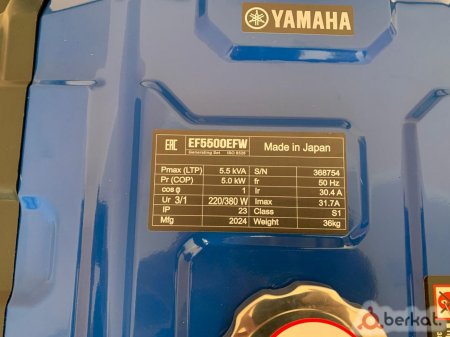 YAMAHA
EAC EF5500EFW Made in Japan
Generating Set ISO 8528
Pmax (LTP) 5.5 kVA S/N 368754
Pr (COP) 5.0 kW fr 50 Hz
cos φ 1 Ir 30.4 A
Ur 3/1 220/380 W Imax 31.7A
IP 23 Class S1
Mfg 2024 Weight 36kg
berkat.